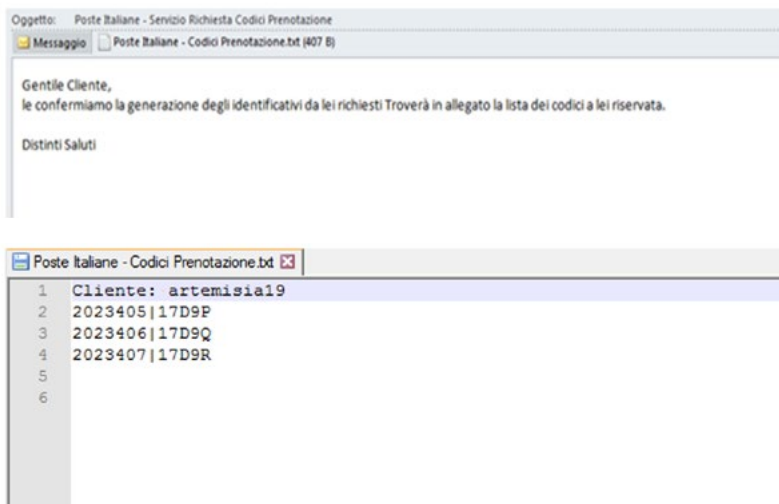 Oggetto: Poste Italiane - Servizio Richiesta Codici Prenotazione
Messaggio Poste Italiane - Codici Prenotazione.txt (407 B)
Gentile Cliente,
le confermiamo la generazione degli identificativi da lei richiesti Troverà in allegato la lista dei codici a lei riservata.
Distinti Saluti
Poste Italiane - Codici Prenotazione.txt
1 Cliente: artemisia19
2 2023405|17D9P
3 2023406|17D9Q
4 2023407|17D9R
5
6